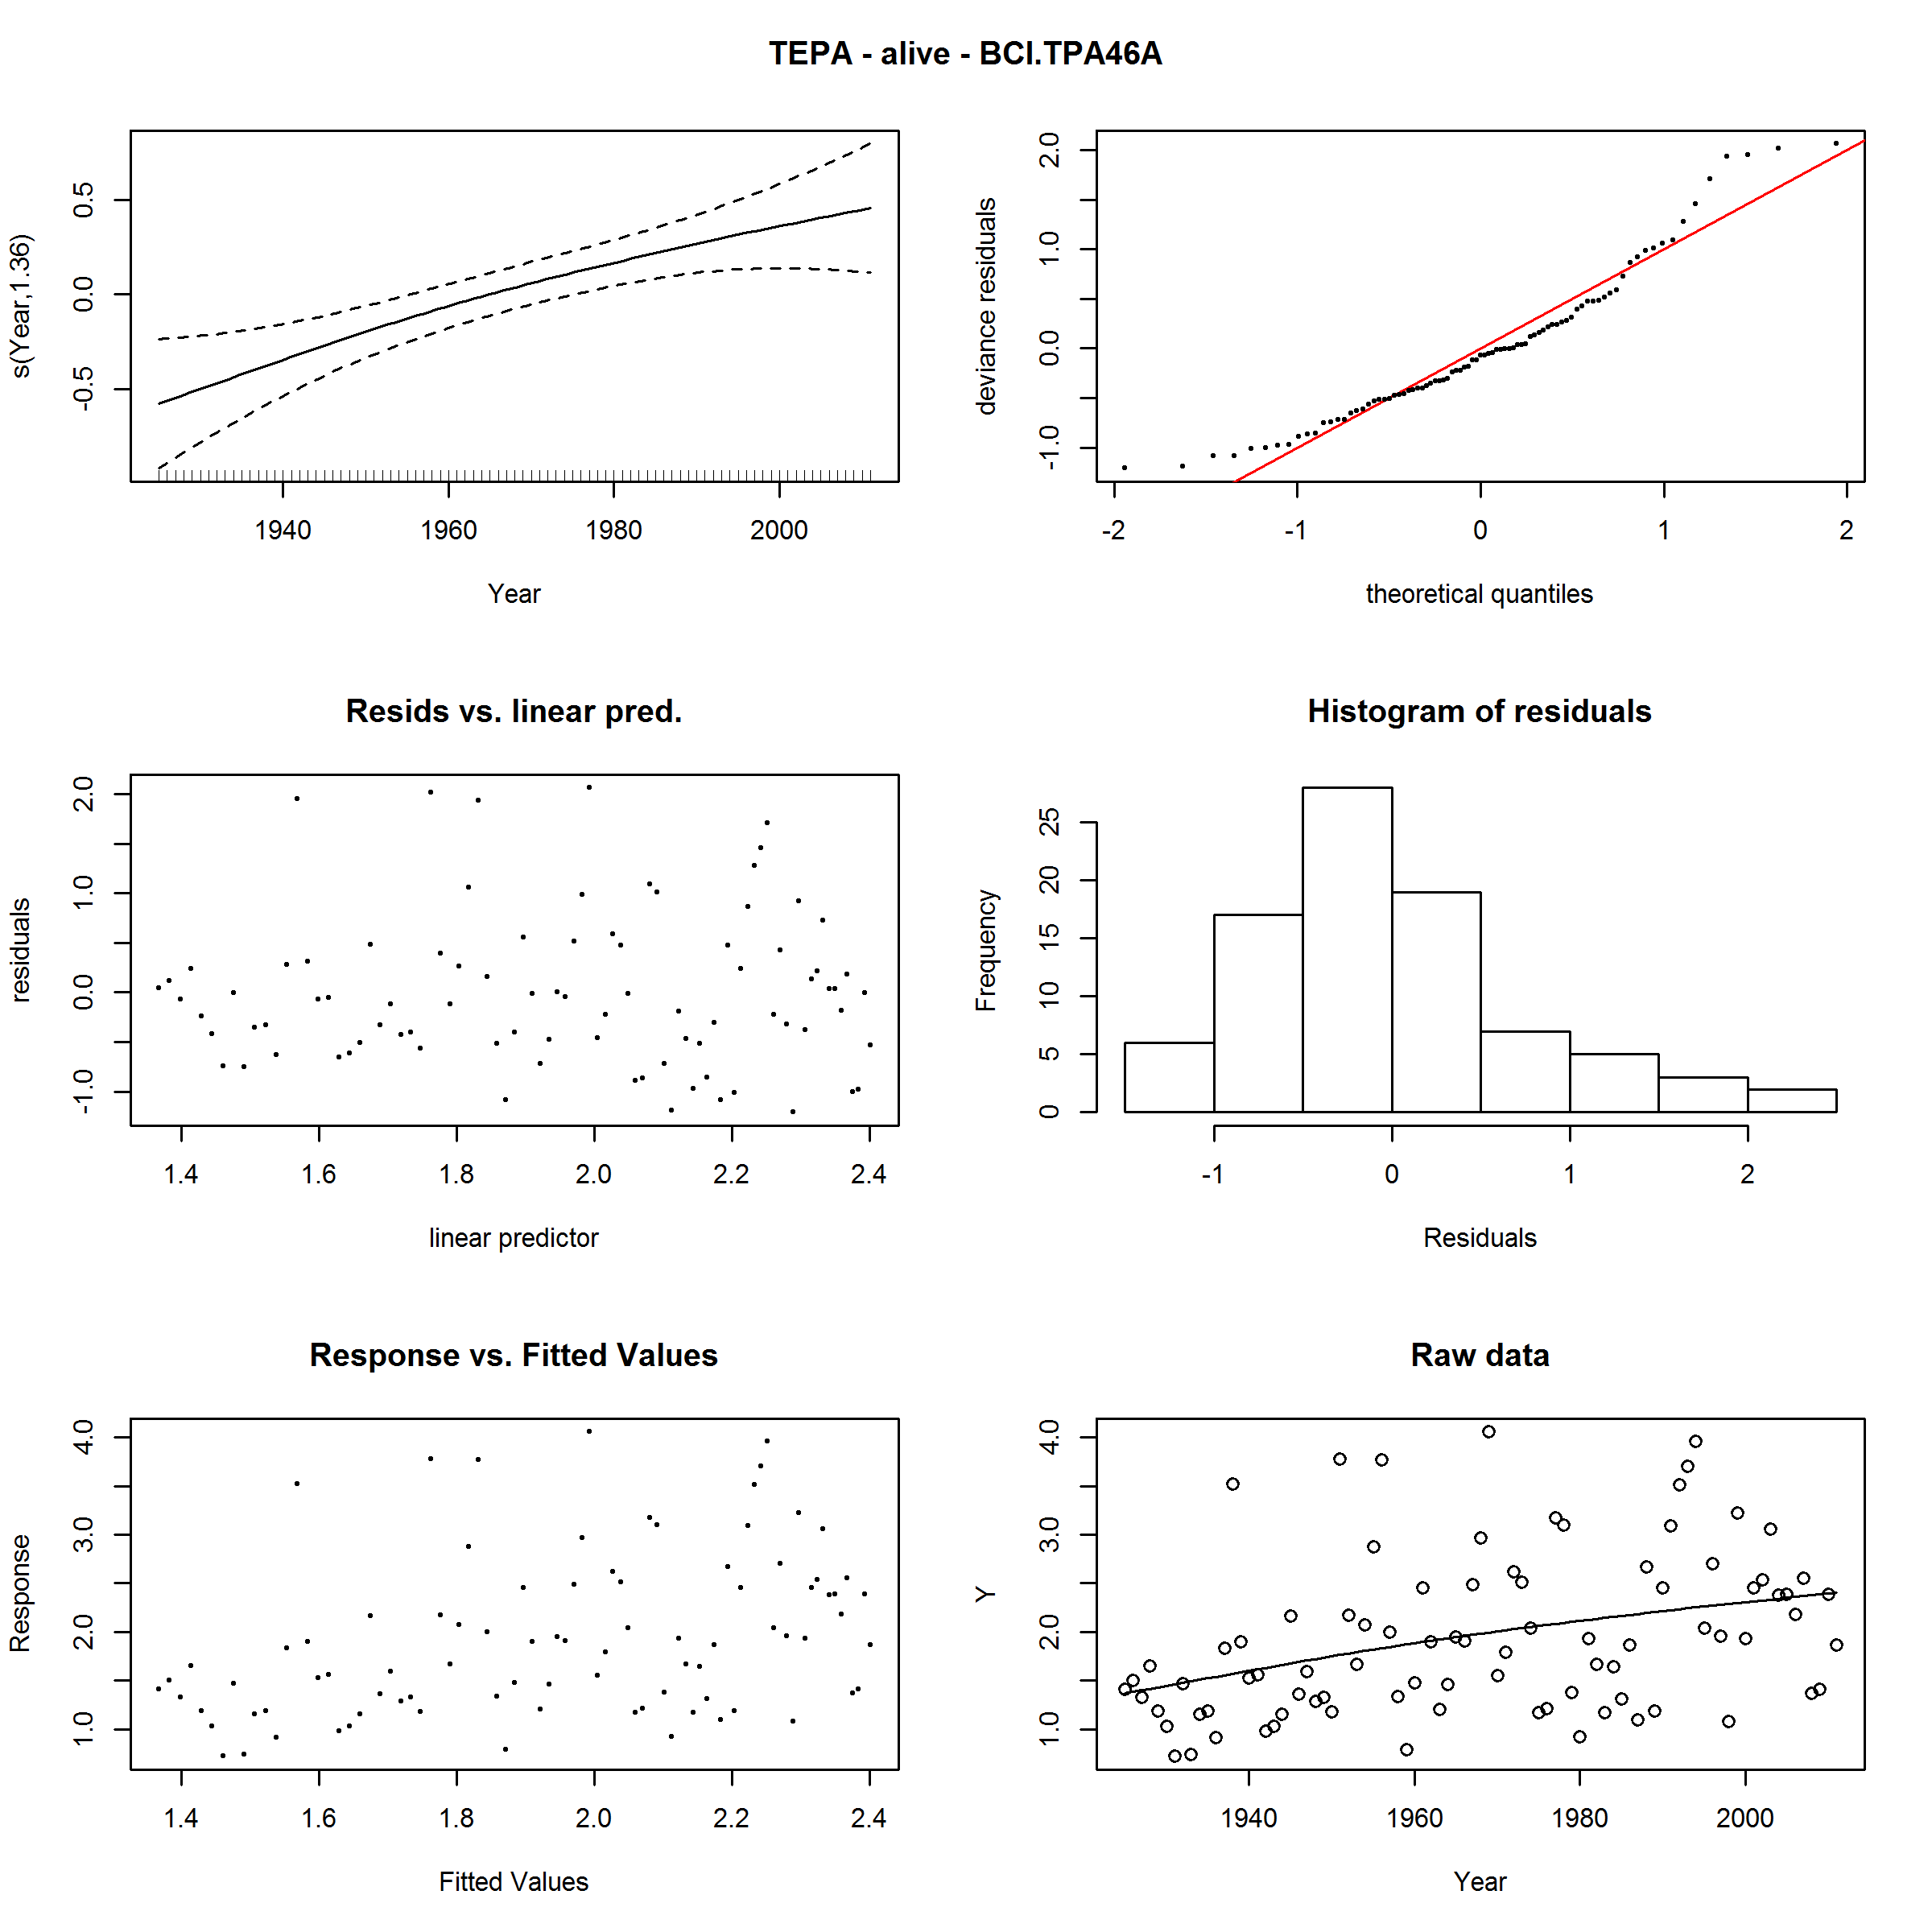 TEPA - alive - BCI.TPA46A
s(Year,1.36)
0.5
0.0
-0.5
1940 1960 1980 2000
Year
deviance residuals
2.0
1.0
0.0
-1.0
-2 -1 0 1 2
theoretical quantiles
Resids vs. linear pred.
residuals
2.0
1.0
0.0
-1.0
1.4 1.6 1.8 2.0 2.2 2.4
linear predictor
Histogram of residuals
Frequency
25
20
15
10
5
0
-1 0 1 2
Residuals
Response vs. Fitted Values
Response
4.0
3.0
2.0
1.0
1.4 1.6 1.8 2.0 2.2 2.4
Fitted Values
Raw data
Y
4.0
3.0
2.0
1.0
1940 1960 1980 2000
Year